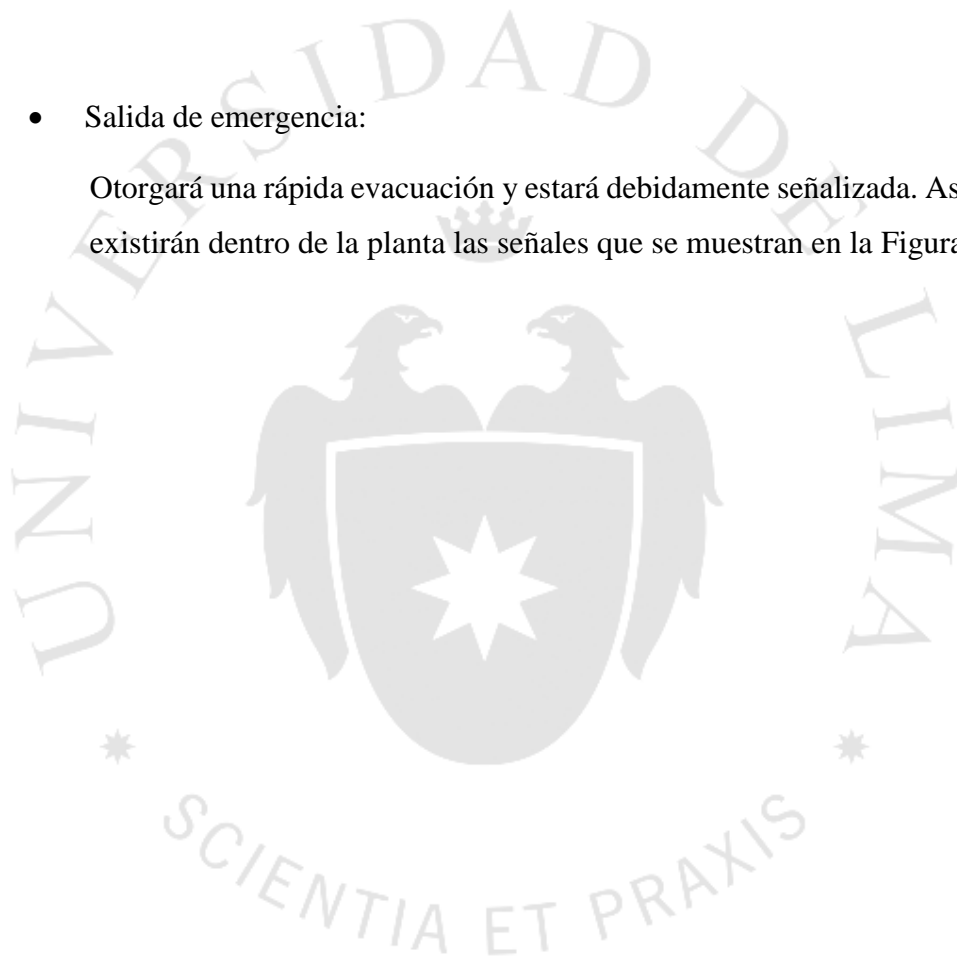 UNIVERSIDAD DE LIMA
• Salida de emergencia:
Otorgará una rápida evacuación y estará debidamente señalizada. As
existirán dentro de la planta las señales que se muestran en la Figura
SCIENTIA ET PRAXIS